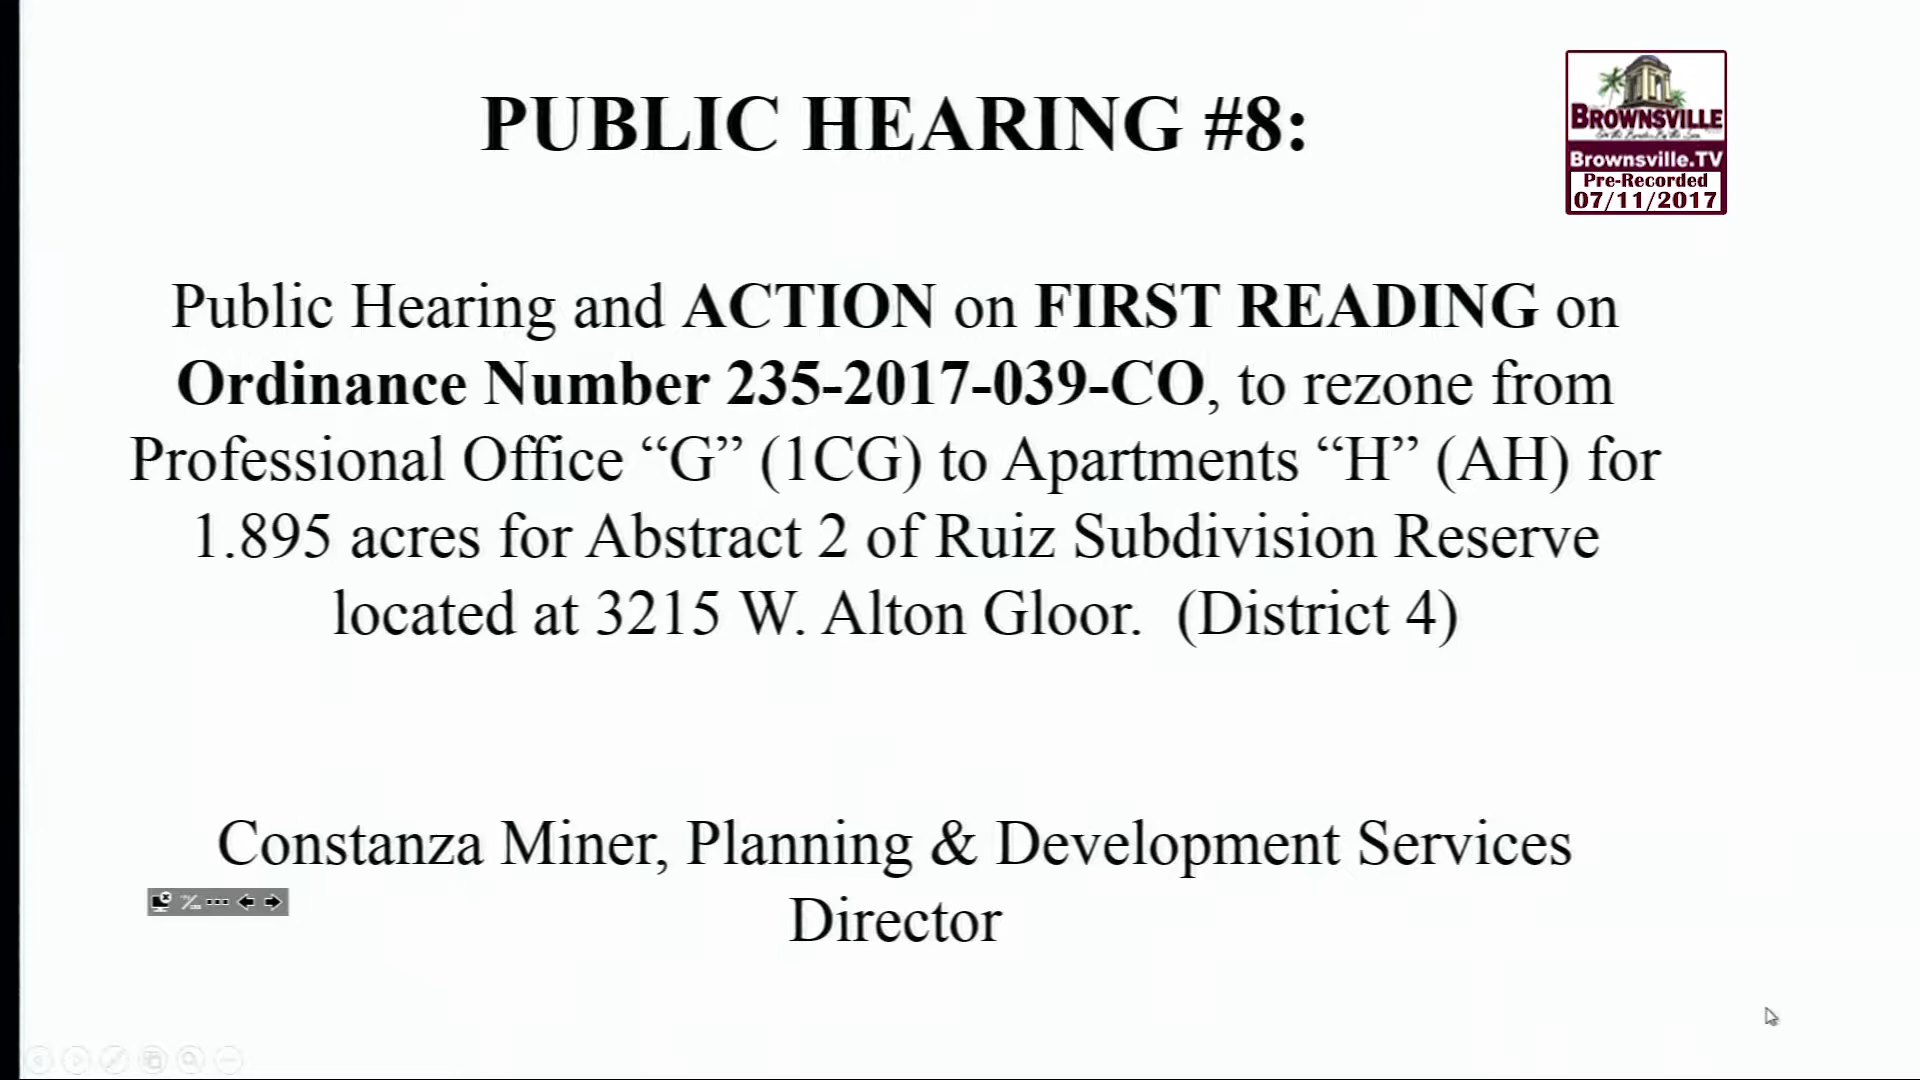 PUBLIC HEARING #8:
BROWNSVILLE
Brownsville.TV
Pre-Recorded
07/11/2017
Public Hearing and ACTION on FIRST READING on
Ordinance Number 235-2017-039-CO, to rezone from
Professional Office “G” (1CG) to Apartments “H” (AH) for
1.895 acres for Abstract 2 of Ruiz Subdivision Reserve
located at 3215 W. Alton Gloor.  (District 4)
Constanza Miner, Planning & Development Services
Director